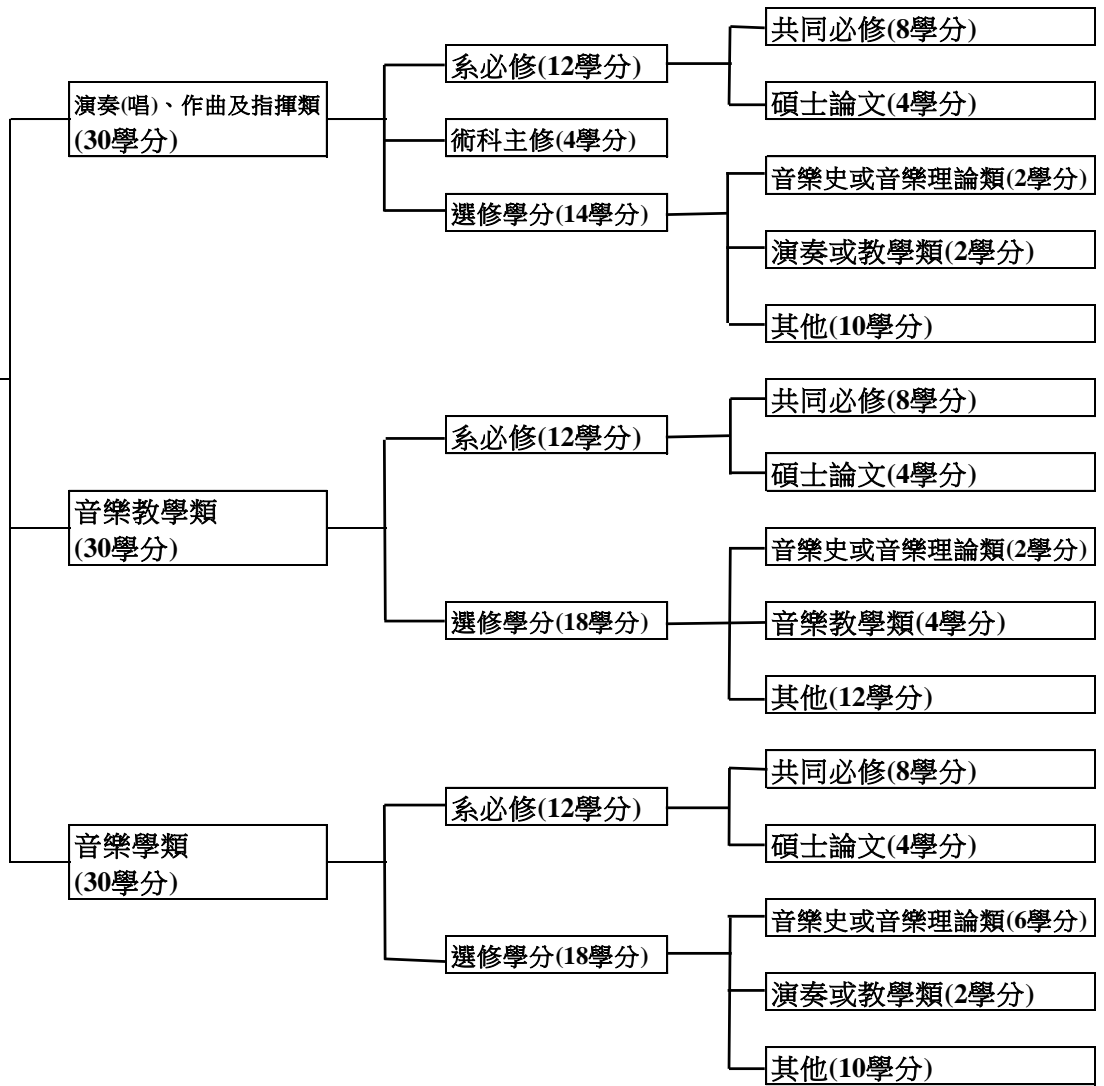 演奏(唱)、作曲及指揮類
(30學分)
系必修(12學分)
共同必修(8學分)
碩士論文(4學分)
術科主修(4學分)
選修學分(14學分)
音樂史或音樂理論類(2學分)
演奏或教學類(2學分)
其他(10學分)
音樂教學類
(30學分)
系必修(12學分)
共同必修(8學分)
碩士論文(4學分)
選修學分(18學分)
音樂史或音樂理論類(2學分)
音樂教學類(4學分)
其他(12學分)
音樂學類
(30學分)
系必修(12學分)
共同必修(8學分)
碩士論文(4學分)
選修學分(18學分)
音樂史或音樂理論類(6學分)
演奏或教學類(2學分)
其他(10學分)